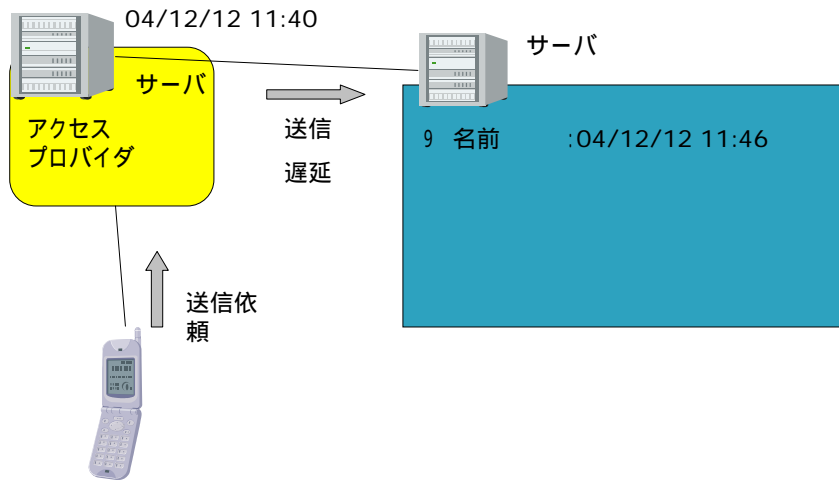 04/12/12 11:40
サーバ
サーバ
アクセス
プロバイダ
送信
遅延
9 名前 :04/12/12 11:46
送信依
頼